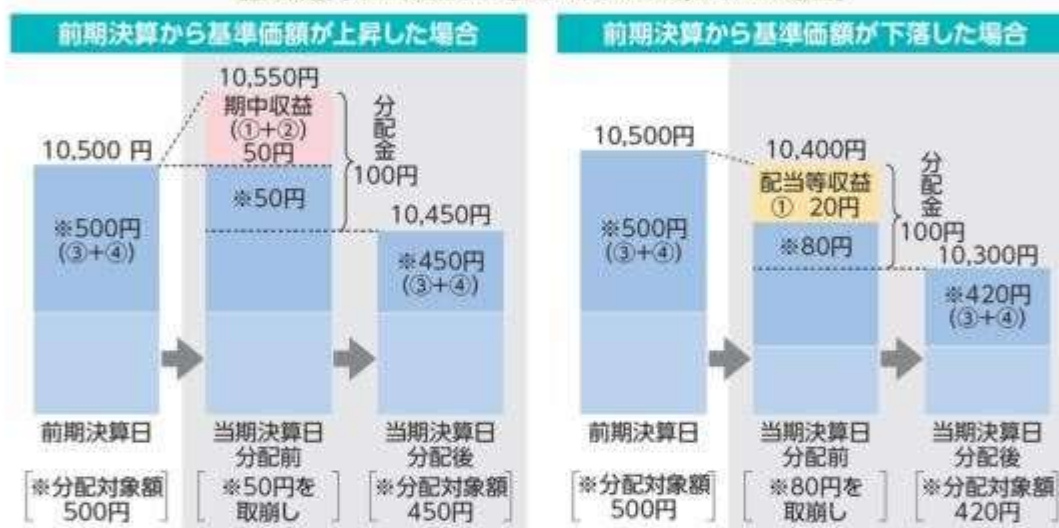 前期決算から基準価額が上昇した場合
10,550円
期中収益
(①+②)
50円
分配金
100円
10,500 円
※500円
(③+④)
※50円
10,450円
※450円
(③+④)
前期決算日
当期決算日
分配前
当期決算日
分配後
※分配対象額
500円
※50円を
取崩し
※分配対象額
450円
前期決算から基準価額が下落した場合
10,500円
※500円
(③+④)
10,400円
配当等収益
① 20円
※80円
分配金
100円
10,300円
※420円
(③+④)
前期決算日
当期決算日
分配前
当期決算日
分配後
※分配対象額
500円
※80円を
取崩し
※分配対象額
420円